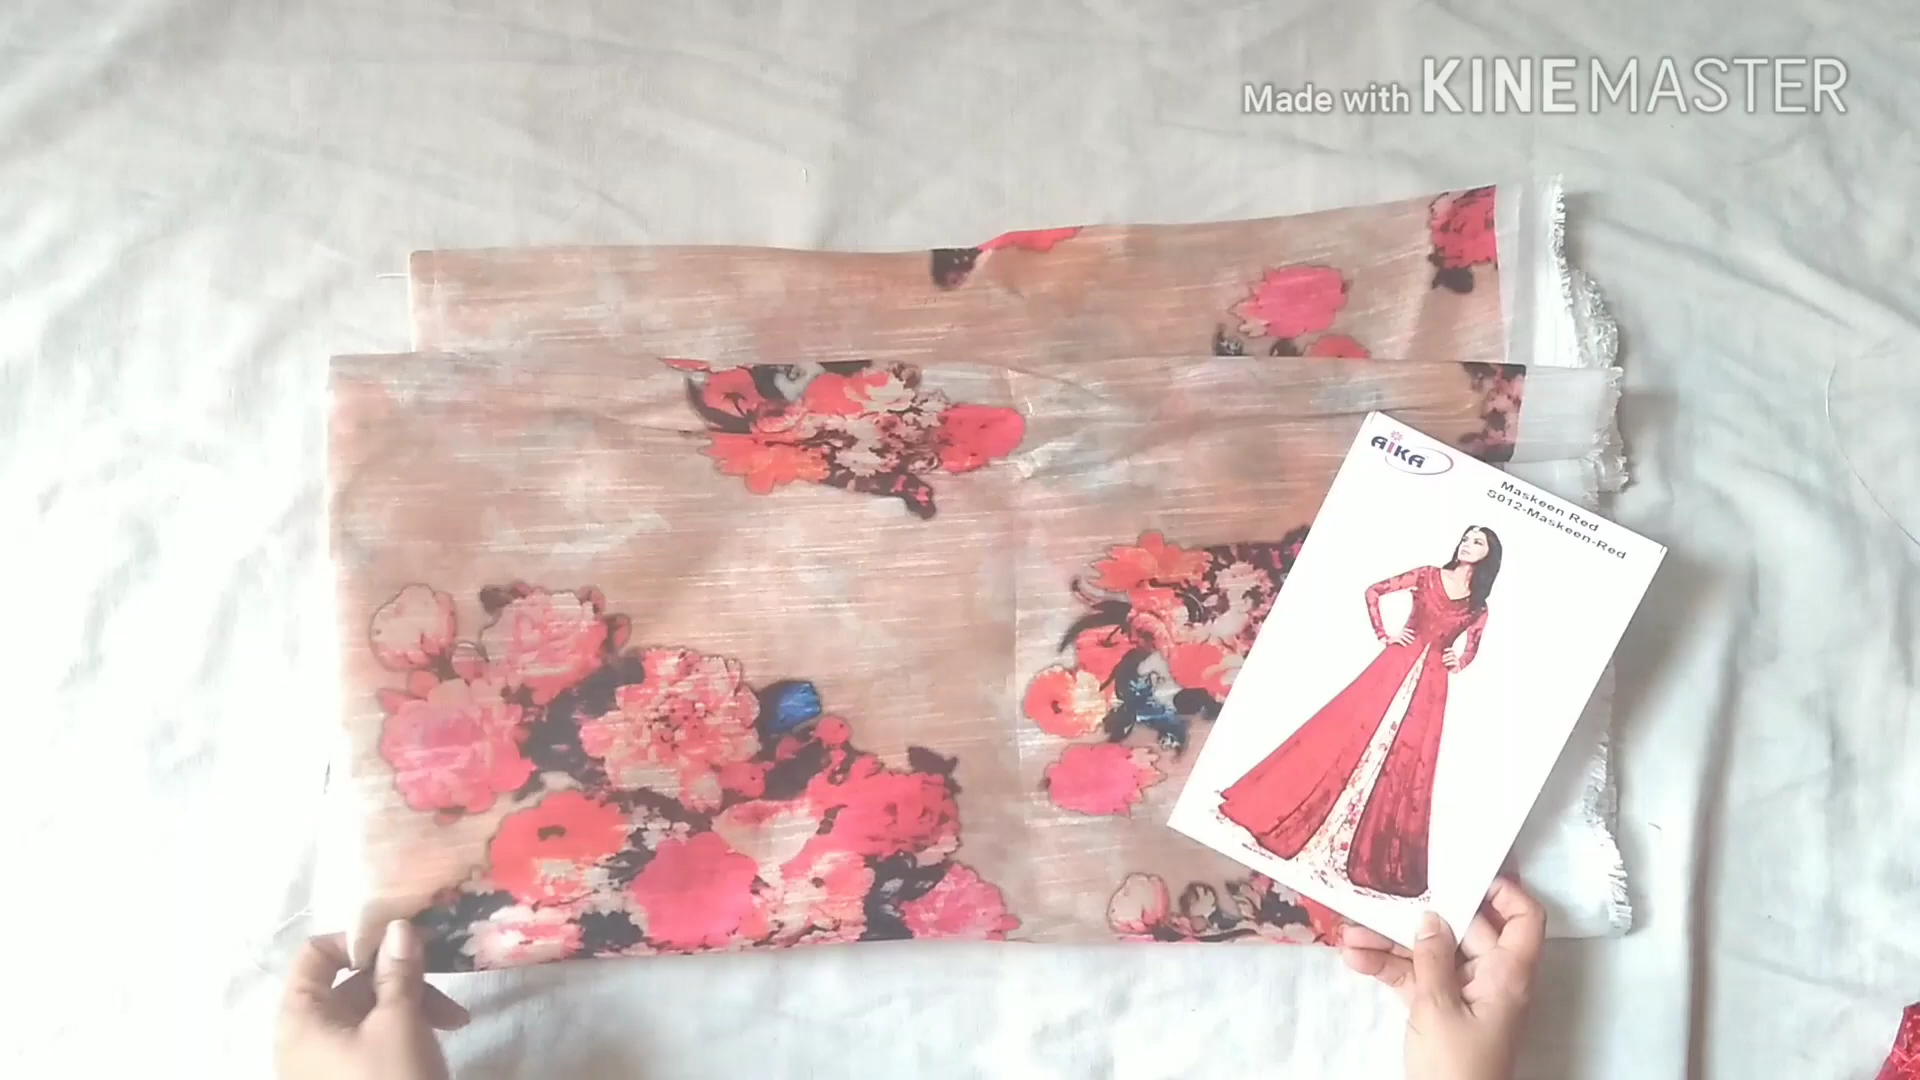 Made with KINEMASTER
AIKA
Maskeen Red
S012-Maskeen-Red